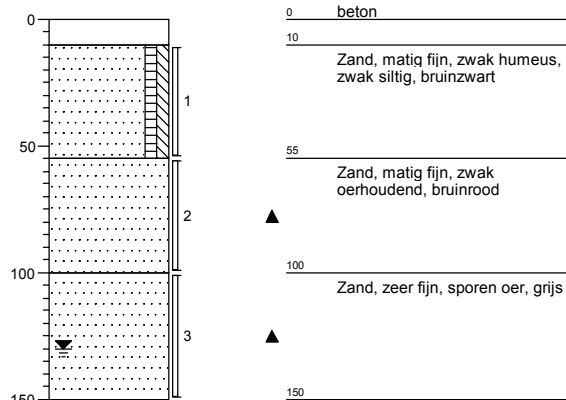 0
50
100
150
1
2
3
0
beton
10
Zand, matig fijn, zwak humeus,
zwak siltig, bruinzwart
55
Zand, matig fijn, zwak
oerhoudend, bruinrood
100
Zand, zeer fijn, sporen oer, grijs
150